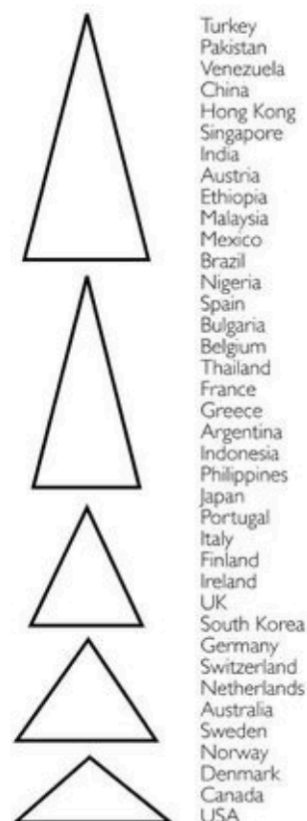 Turkey
Pakistan
Venezuela
China
Hong Kong
Singapore
India
Austria
Ethiopia
Malaysia
Mexico
Brazil
Nigeria
Spain
Bulgaria
Belgium
Thailand
France
Greece
Argentina
Indonesia
Philippines
Japan
Portugal
Italy
Finland
Ireland
UK
South Korea
Germany
Switzerland
Netherlands
Australia
Sweden
Norway
Denmark
Canada
USA